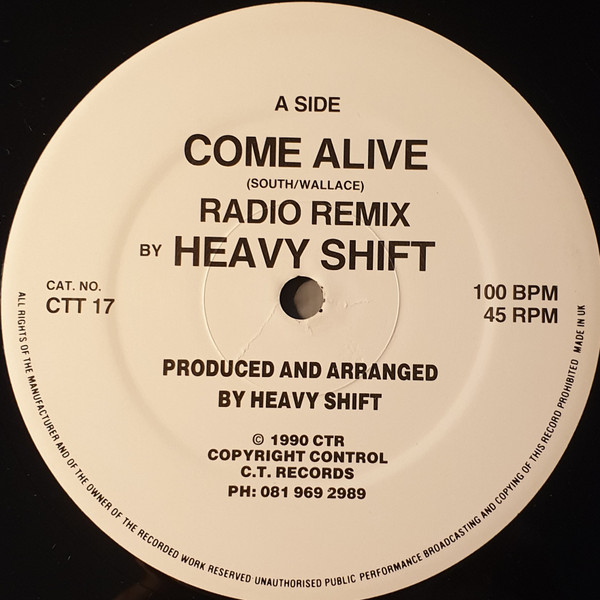 A SIDE
COME ALIVE
(SOUTH/WALLACE)
RADIO REMIX
BY HEAVY SHIFT
CAT. NO.
CTT 17
100 BPM
45 RPM
PRODUCED AND ARRANGED
BY HEAVY SHIFT
© 1990 CTR
COPYRIGHT CONTROL
C.T. RECORDS
PH: 081 969 2989
ALL RIGHTS OF THE MANUFACTURER AND OF THE OWNER OF THE RECORDED WORK RESERVED·UNAUTHORISED PUBLIC PERFORMANCE BROADCASTING AND COPYING OF THIS RECORD PROHIBITED MADE IN UK